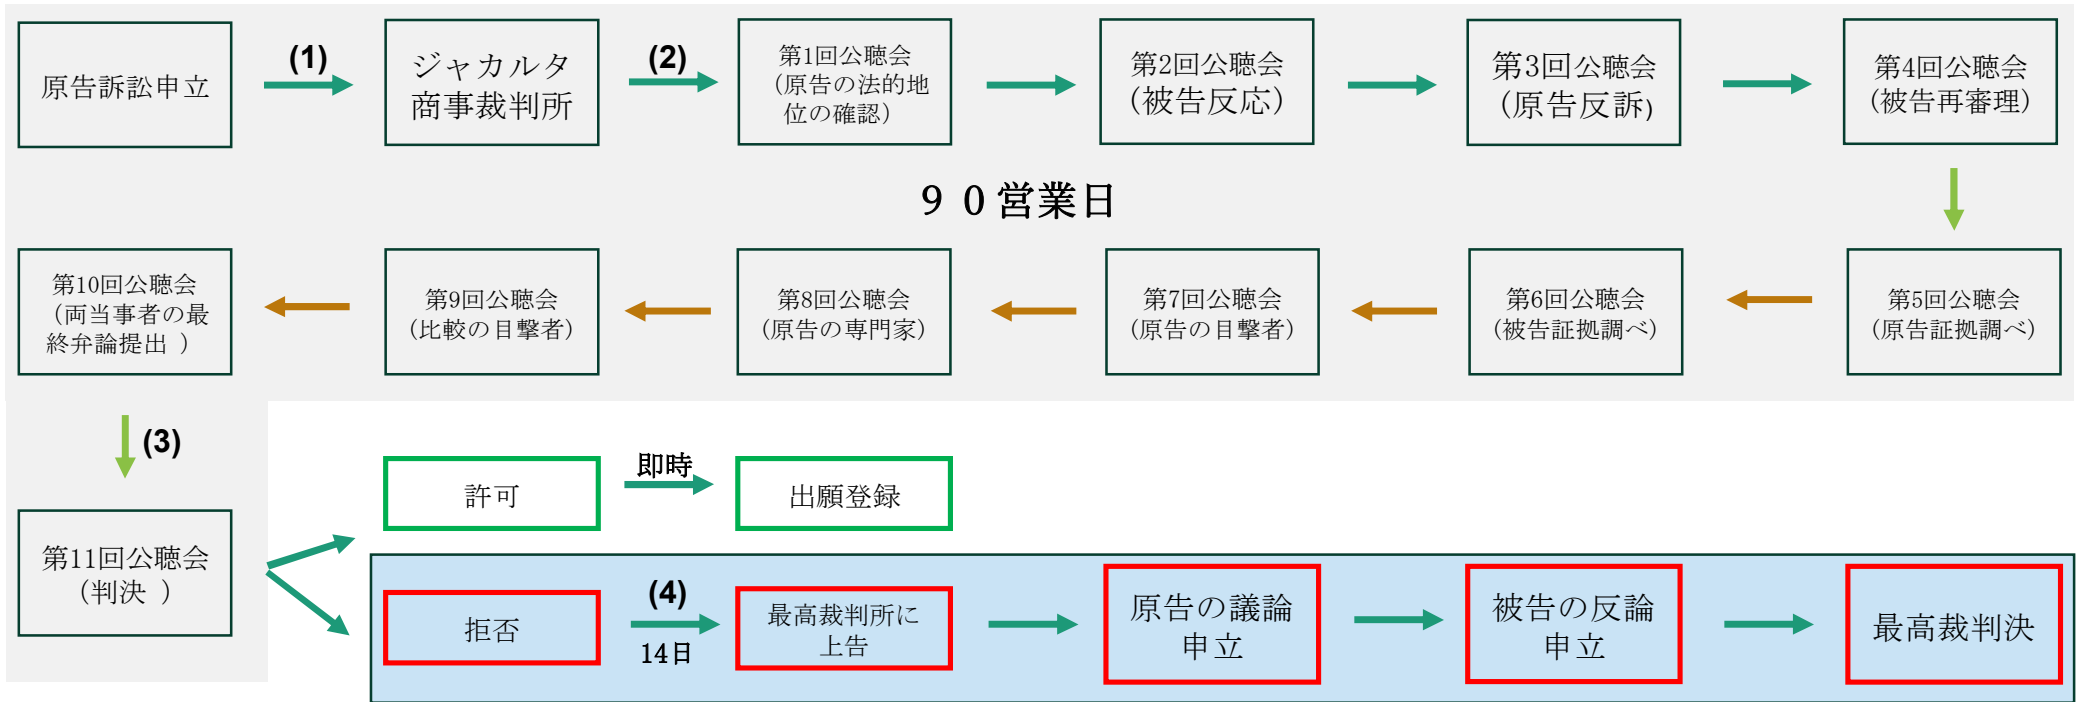 原告訴訟申立
(1)
ジャカルタ
商事裁判所
(2)
第1回公聴会
(原告の法的地
位の確認)
第2回公聴会
(被告反応)
第3回公聴会
(原告反訴)
第4回公聴会
(被告再審理)
９０営業日
第10回公聴会
(両当事者の最
終弁論提出 )
第9回公聴会
(比較の目撃者)
第8回公聴会
(原告の専門家)
第7回公聴会
(原告の目撃者)
第6回公聴会
(被告証拠調べ)
第5回公聴会
(原告証拠調べ)
(3)
許可
即時
出願登録
第11回公聴会
(判決 )
拒否
(4)
14日
最高裁判所に
上告
原告の議論
申立
被告の反論
申立
最高裁判決